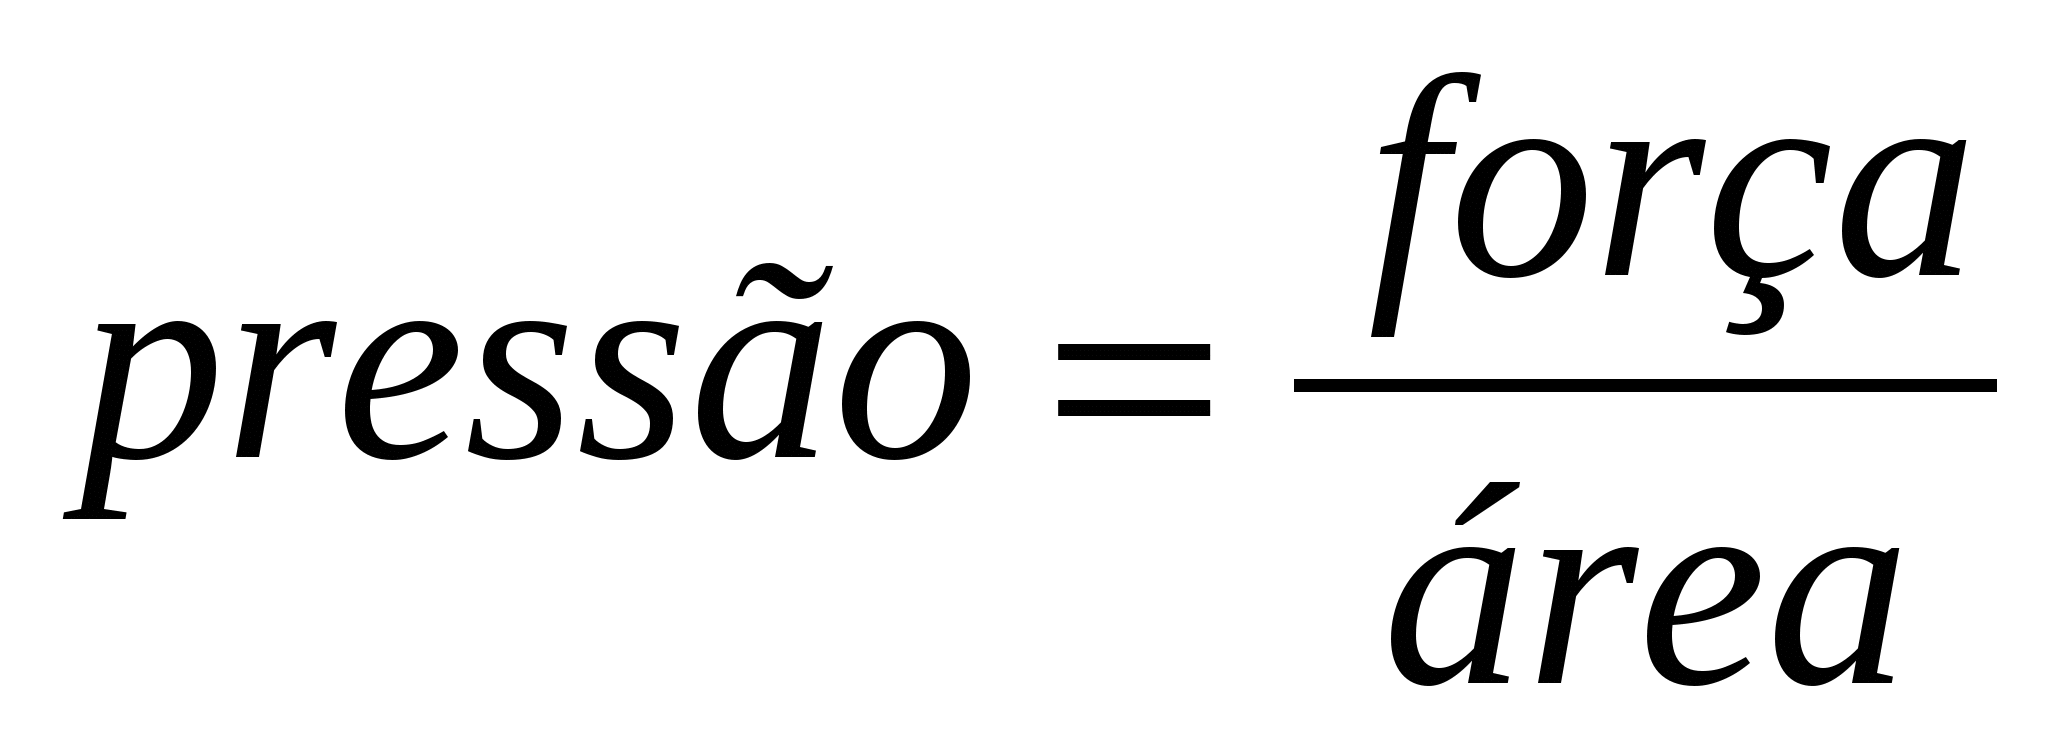 pressão = força
área